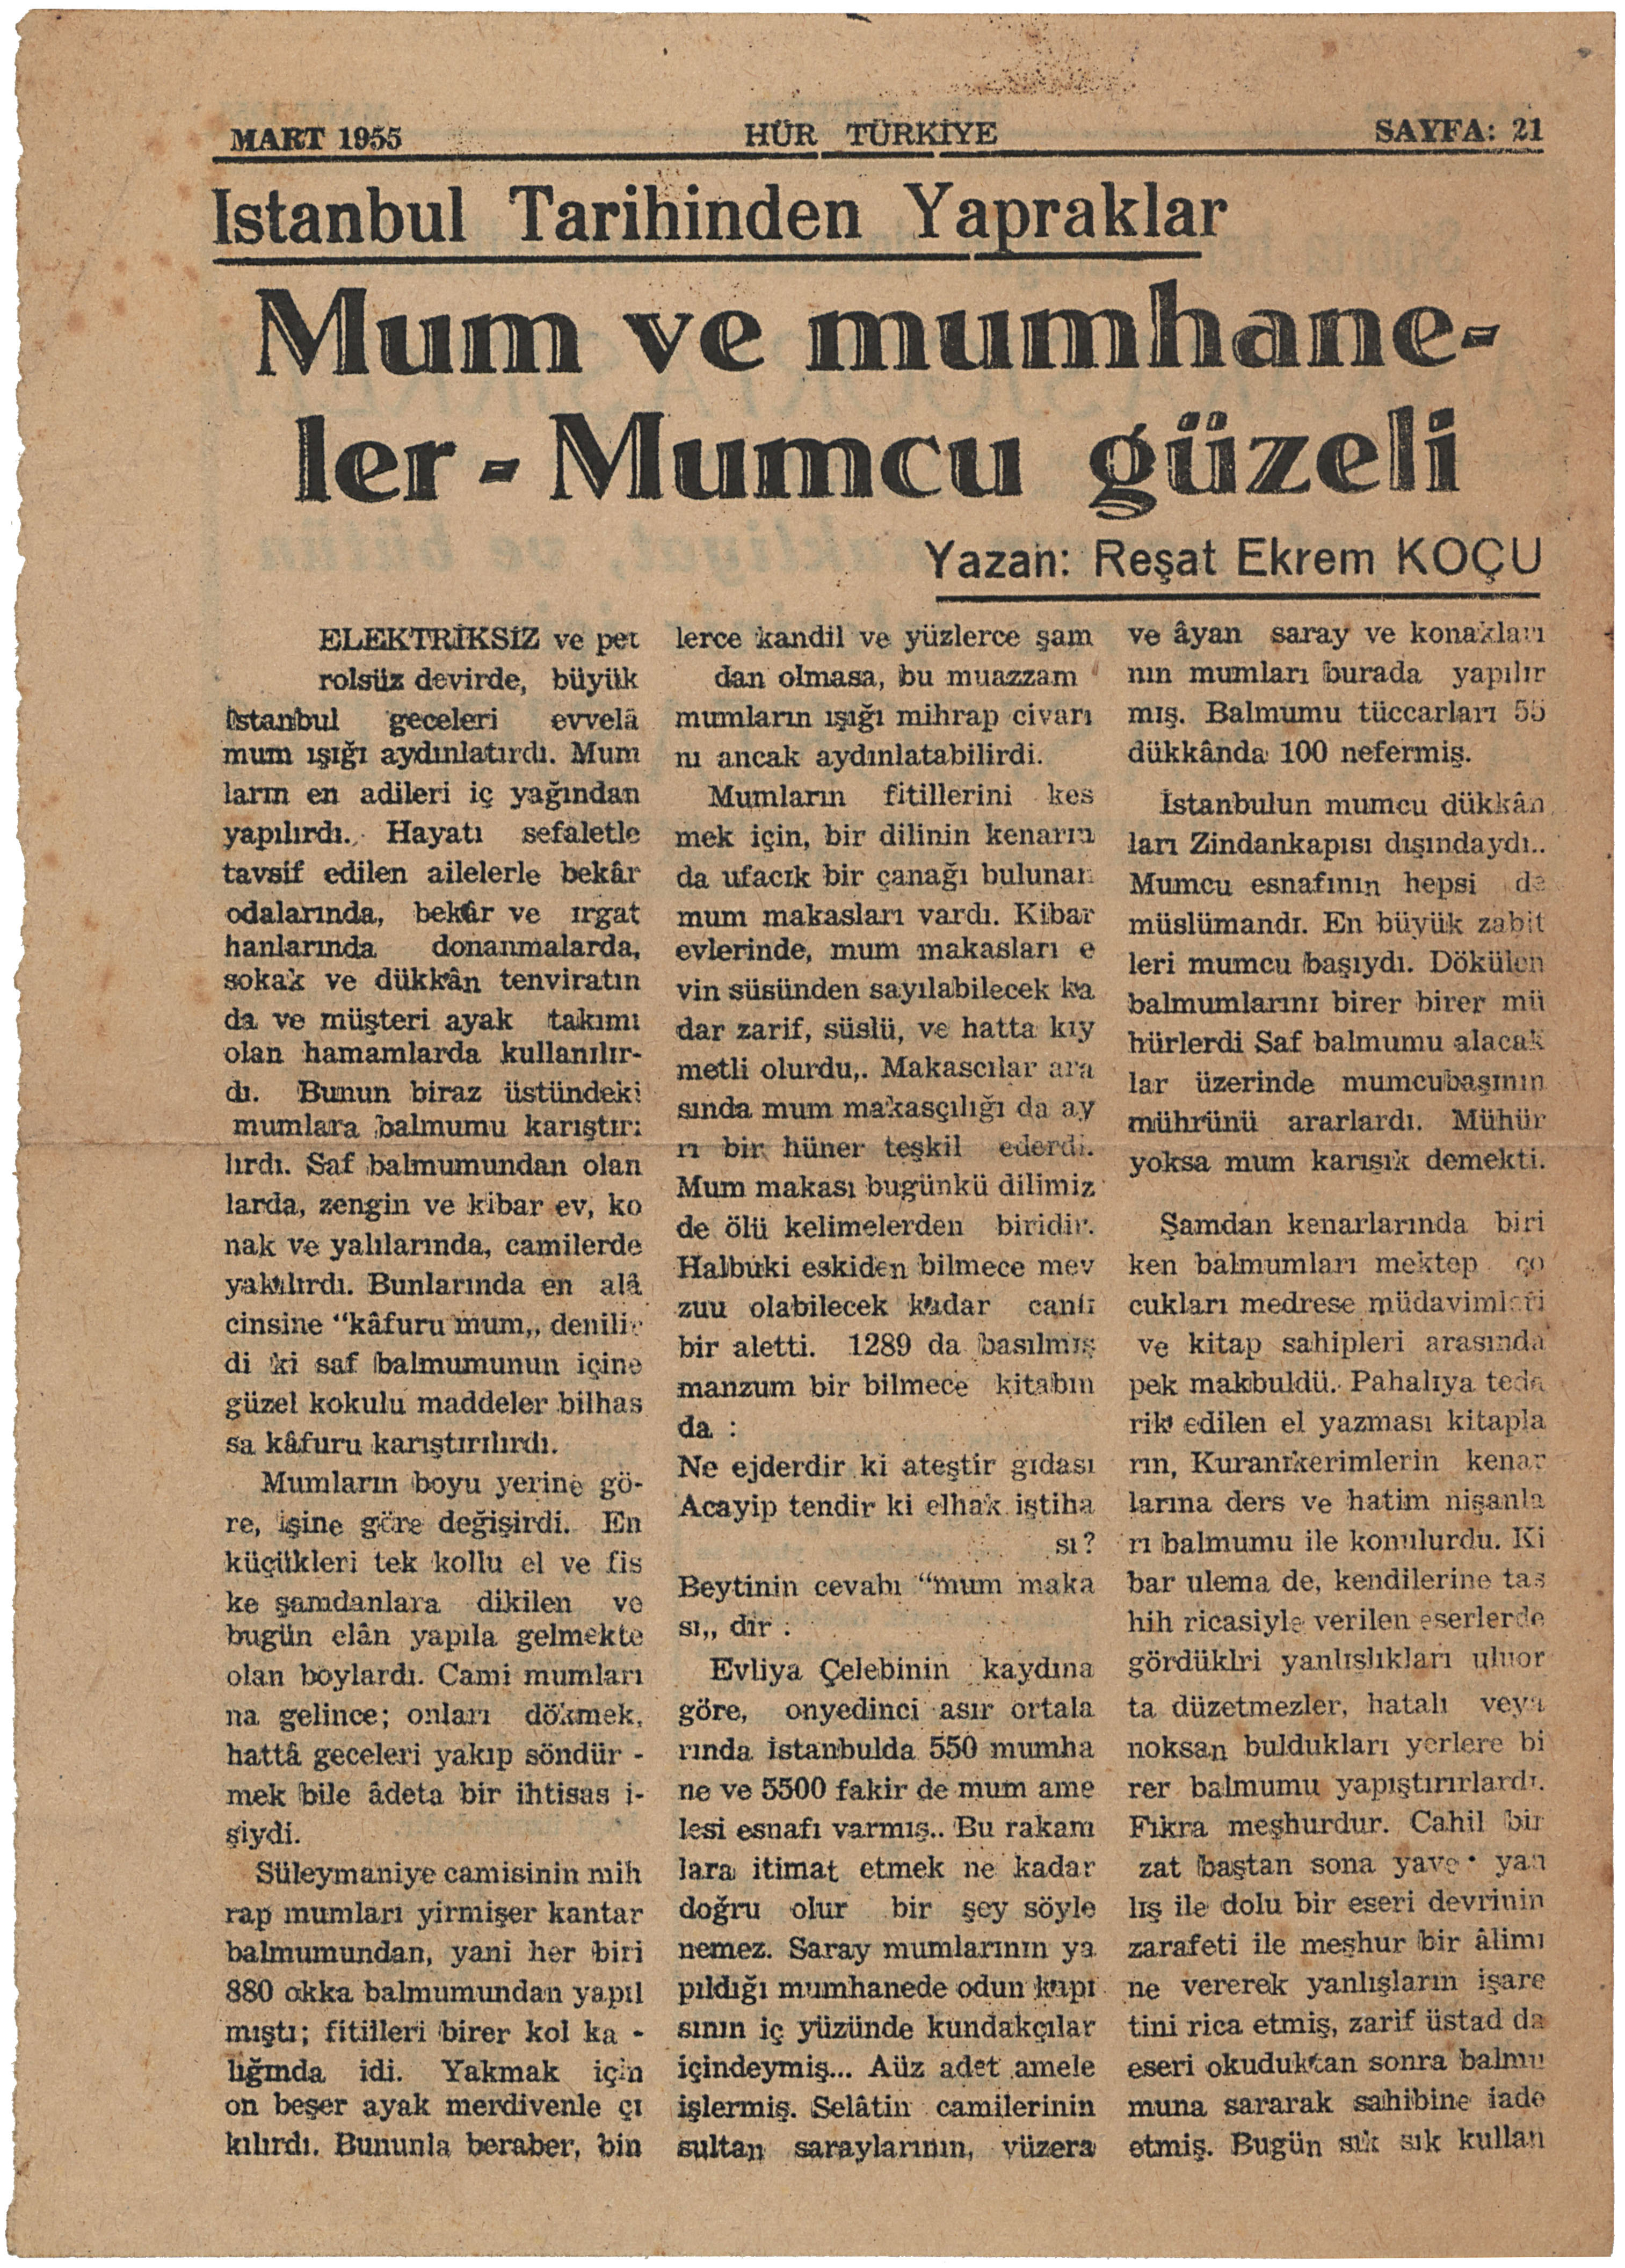 MART 1955 HÜR TÜRKİYE SAYFA: 21
Istanbul Tarihinden Yapraklar
Mum ve mumhane-
ler - Mumcu güzeli
Yazan: Reşat Ekrem KOÇU
ELEKTRİKSİZ ve pet
rolsüz devirde, büyük
İstanbul geceleri evvelâ
mum ışığı aydınlatırdı. Mum
ların en adileri iç yağından
yapılırdı.. Hayatı sefaletle
tavsif edilen ailelerle bekâr
odalarında, bekâr ve ırgat
hanlarında donanmalarda,
sokak ve dükkân tenviratın
da ve müşteri ayak takımı
olan hamamlarda kullanılır-
dı. Bunun biraz üstündeki
mumlara balmumu karıştırı
lırdı. Saf balmumundan olan
larda, zengin ve kibar ev, ko
nak ve yalılarında, camilerde
yakılırdı. Bunlarında en alâ
cinsine "kâfuru mum,, denilir
di ki saf balmumunun içine
güzel kokulu maddeler bilhas
sa kâfuru karıştırılırdı.
Mumların boyu yerine gö-
re, işine göre değişirdi. En
küçükleri tek kollu el ve fis
ke şamdanlara dikilen ve
bugün elân yapıla gelmekte
olan boylardı. Cami mumları
na gelince; onları dökmek,
hattâ geceleri yakıp söndür -
mek bile âdeta bir ihtisas i-
şiydi.
Süleymaniye camisinin mih
rap mumları yirmişer kantar
balmumundan, yani her biri
880 okka balmumundan yapıl
mıştı; fitilleri birer kol ka -
lığında idi. Yakmak için
on beşer ayak merdivenle çı
kılırdı. Bununla beraber, bin
lerce kandil ve yüzlerce şam
dan olmasa, bu muazzam
mumların ışığı mihrap civarı
nı ancak aydınlatabilirdi.
Mumların fitillerini kes
mek için, bir dilinin kenarın
da ufacık bir çanağı bulunan
mum makasları vardı. Kibar
evlerinde, mum makasları e
vin süsünden sayılabilecek ka
dar zarif, süslü, ve hatta kıy
metli olurdu,. Makascılar ara
sında mum makasçılığı da ay
rı bir hüner teşkil ederdi.
Mum makası bugünkü dilimiz
de ölü kelimelerden biridir.
Halbuki eskiden bilmece mev
zuu olabilecek kadar canlı
bir aletti. 1289 da basılmış
manzum bir bilmece kitabın
da :
Ne ejderdir ki ateştir gıdası
Acayip tendir ki elhak iştiha
sı?
Beytinin cevabı "mum maka
sı,, dır .
Evliya Çelebinin kaydına
göre, onyedinci asır ortala
rında İstanbulda 550 mumha
ne ve 5500 fakir de mum ame
lesi esnafı varmış.. Bu rakam
lara itimat etmek ne kadar
doğru olur bir şey söyle
nemez. Saray mumlarının ya
pıldığı mumhanede odun kapı
sının iç yüzünde kundakçılar
içindeymiş... Aüz adet amele
işlermiş. Selâtin camilerinin
sultan saraylarının, vüzera
ve âyan saray ve konakları
nın mumları burada yapılır
mış. Balmumu tüccarları 55
dükkânda 100 nefermiş.
İstanbulun mumcu dükkân
ları Zindankapısı dışındaydı..
Mumcu esnafının hepsi de
müslümandı. En büyük zabit
leri mumcu başıydı. Dökülen
balmumlarını birer birer mü
hürlerdi Saf balmumu alacak
lar üzerinde mumcubaşının
mührünü ararlardı. Mühür
yoksa mum karışık demekti.
Şamdan kenarlarında biri
ken balmumları mektep ço
cukları medrese müdavimleri
ve kitap sahipleri arasında
pek makbuldü. Pahalıya teda
rik edilen el yazması kitapla
rın, Kuranıkerimlerin kenar
larına ders ve hatim nişanla
rı balmumu ile konulurdu. Ki
bar ulema de, kendilerine tas
hih ricasiyle verilen eserlerde
gördüklri yanlışlıkları uluor
ta düzetmezler, hatalı veya
noksan buldukları yerlere bi
rer balmumu yapıştırırlardı.
Fıkra meşhurdur. Cahil bir
zat baştan sona yave yan
lış ile dolu bir eseri devrinin
zarafeti ile meşhur bir âlimi
ne vererek yanlışların işare
tini rica etmiş, zarif üstad da
eseri okuduktan sonra balmu
muna sararak sahibine iade
etmiş. Bugün sık sık kullan